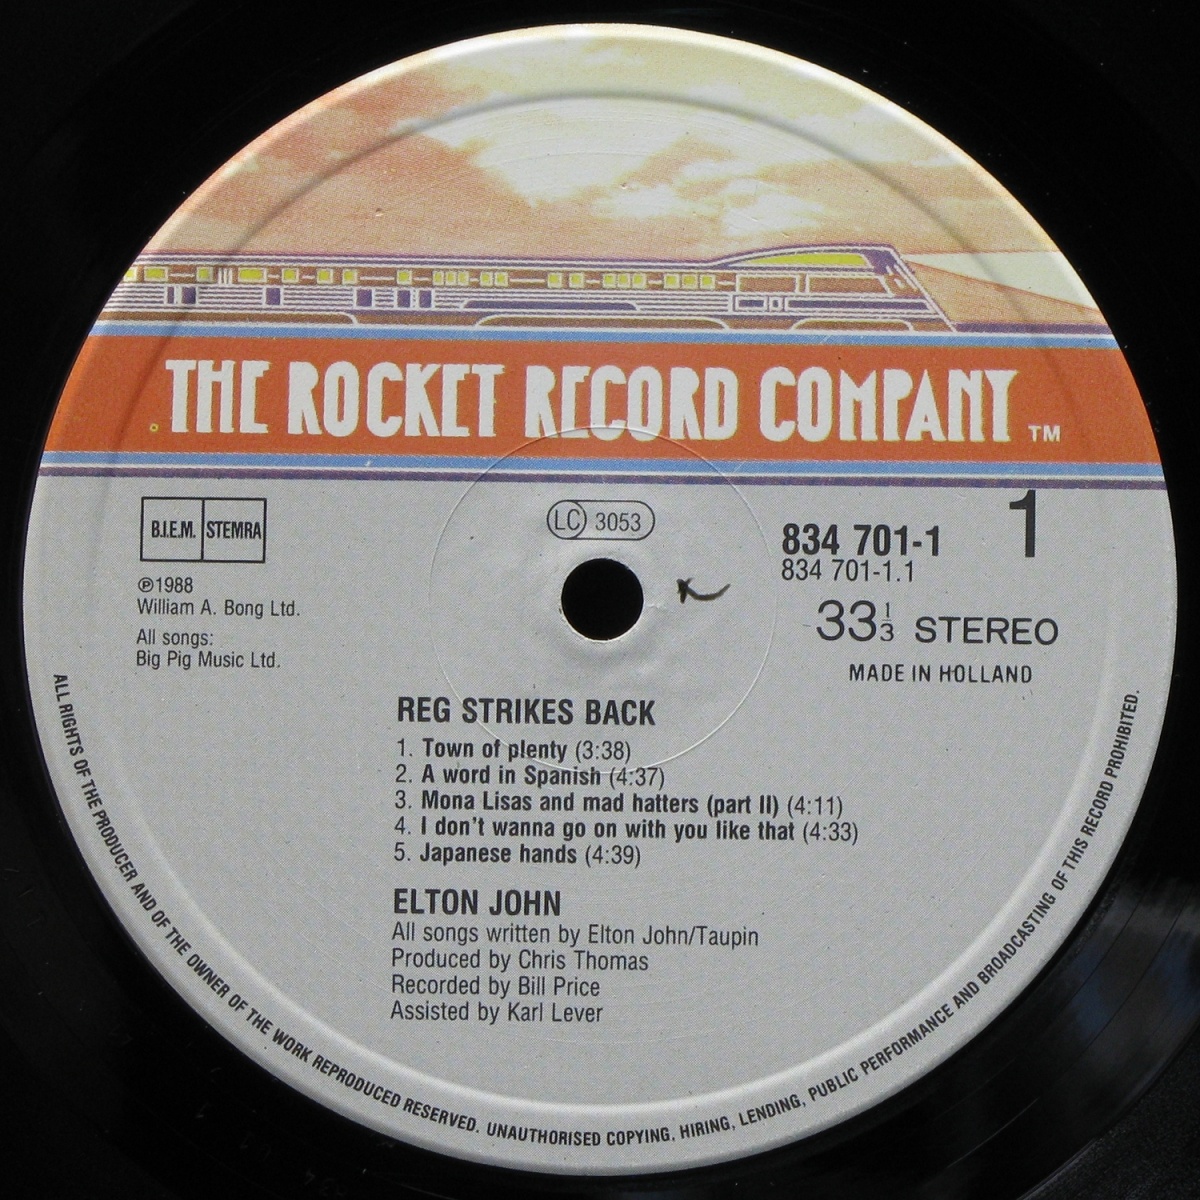 THE ROCKET RECORD COMPANY TM
B.I.E.M. STEMRA
LC 3053
1
834 701-1
834 701-1.1
℗1988
William A. Bong Ltd.
All songs:
Big Pig Music Ltd.
33 1/3 STEREO
MADE IN HOLLAND
REG STRIKES BACK
1. Town of plenty (3:38)
2. A word in Spanish (4:37)
3. Mona Lisas and mad hatters (part II) (4:11)
4. I don't wanna go on with you like that (4:33)
5. Japanese hands (4:39)
ELTON JOHN
All songs written by Elton John/Taupin
Produced by Chris Thomas
Recorded by Bill Price
Assisted by Karl Lever
ALL RIGHTS OF THE PRODUCER AND OF THE OWNER OF THE WORK REPRODUCED RESERVED. UNAUTHORISED COPYING, HIRING, LENDING, PUBLIC PERFORMANCE AND BROADCASTING OF THIS RECORD PROHIBITED.